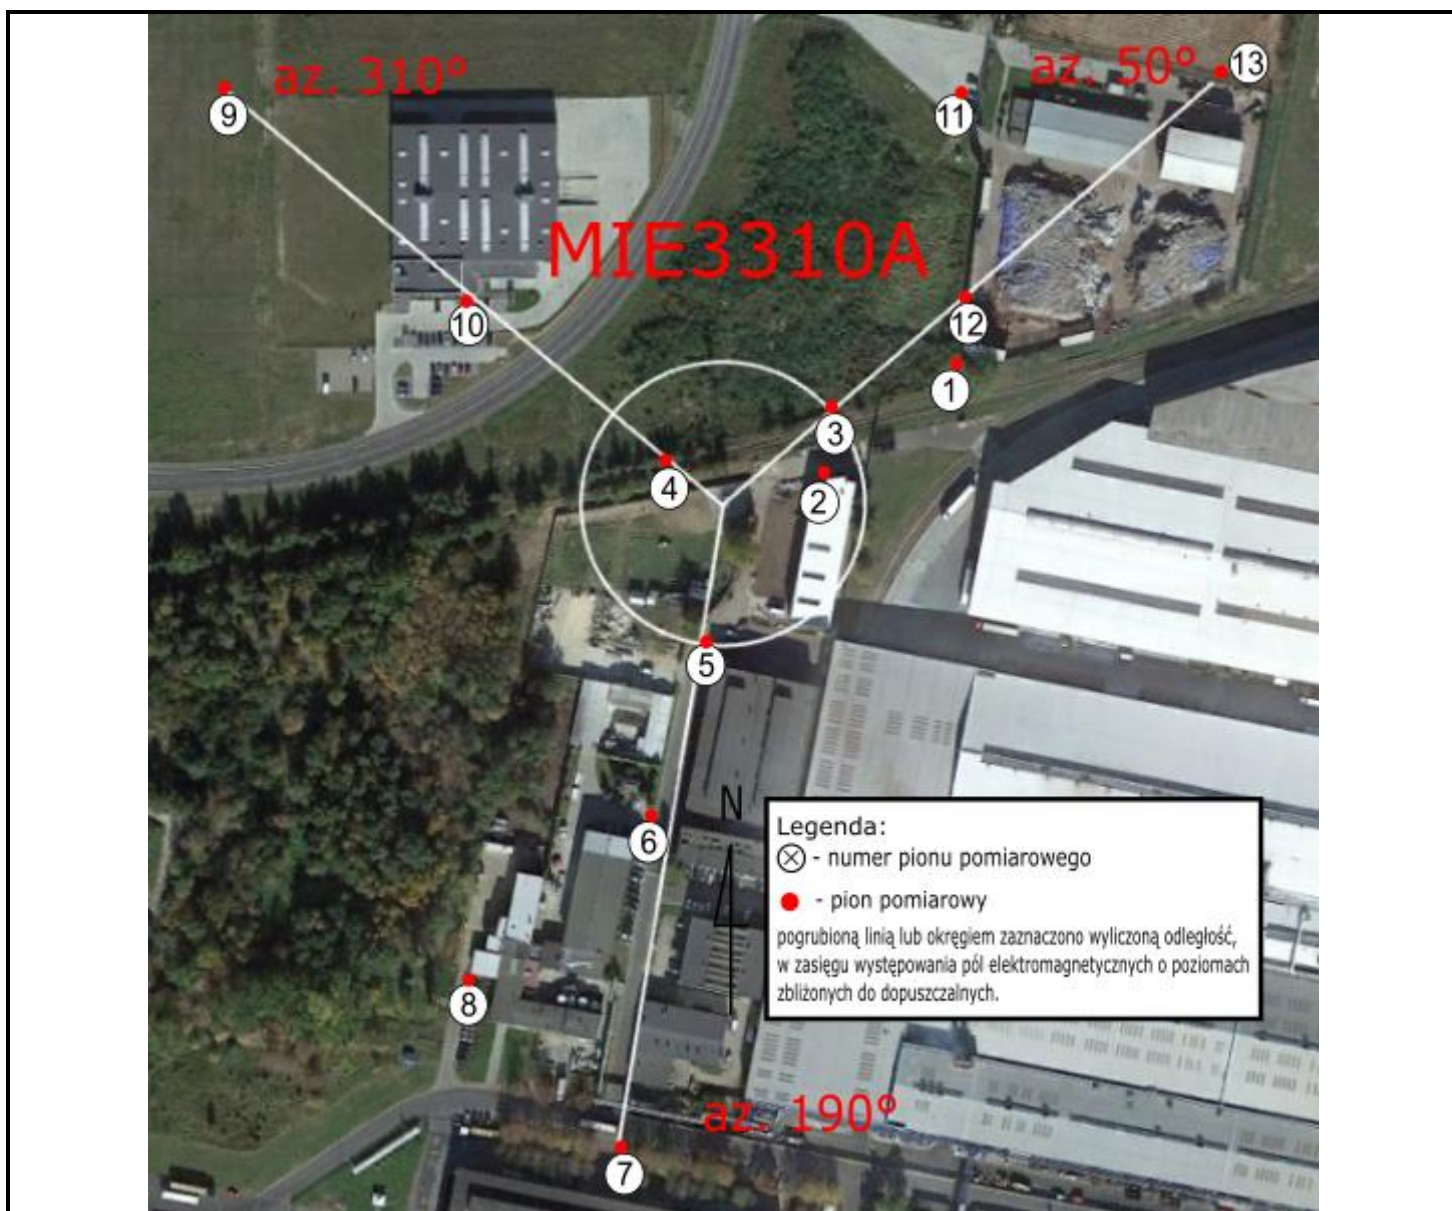 az. 310°
az. 50°
13
9
11
MIE3310A
10
12
1
3
4
2
5
N
6
Legenda:
- numer pionu pomiarowego
- pion pomiarowy
pogrubioną linią lub okręgiem zaznaczono wyliczoną odległość,
w zasięgu występowania pól elektromagnetycznych o poziomach
zbliżonych do dopuszczalnych.
8
az. 190°
7